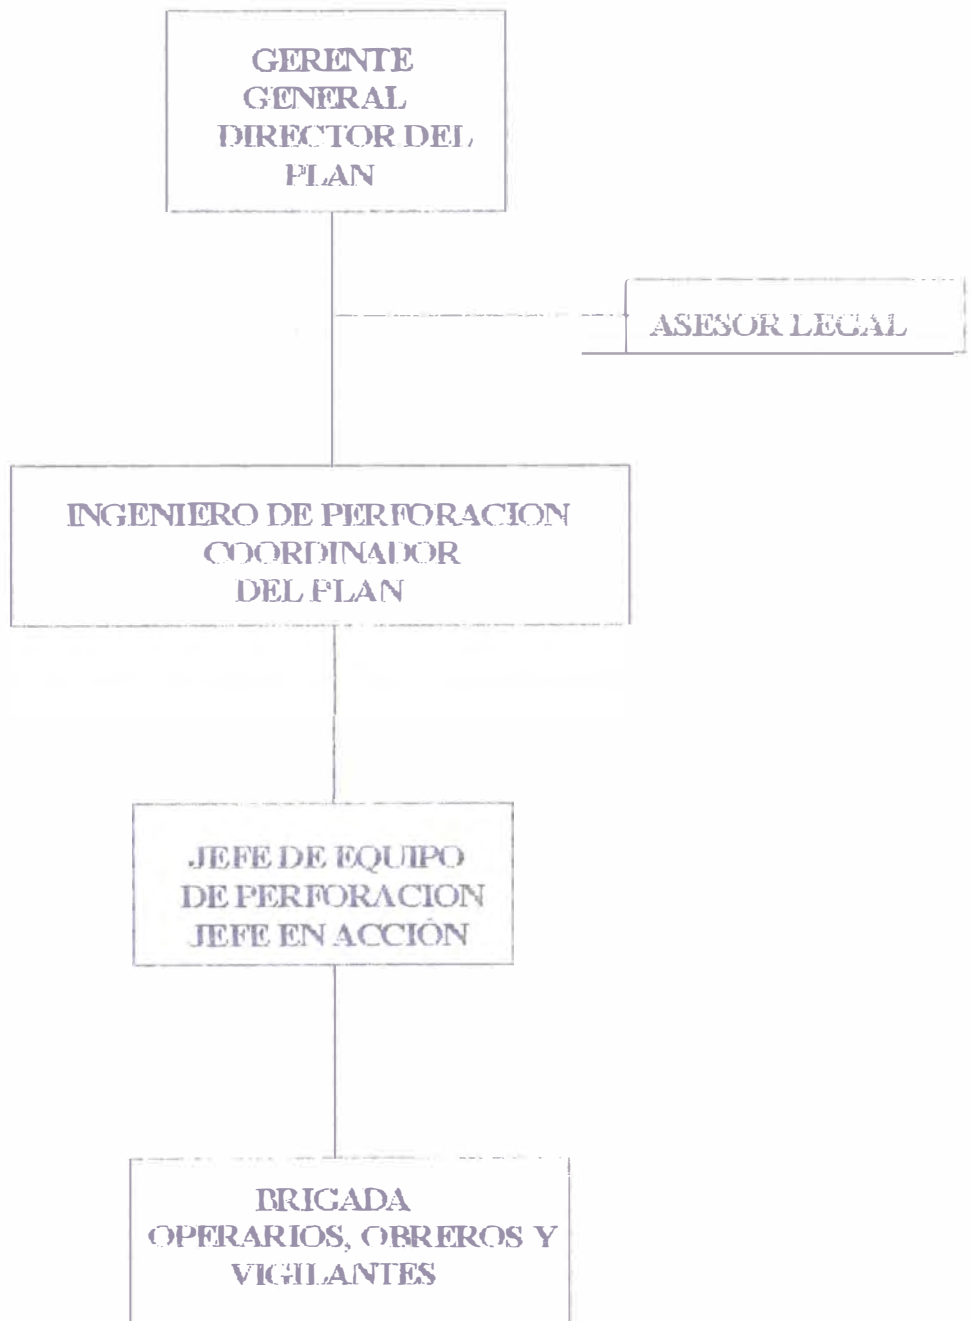 GERENTE
GENERAL
DIRECTOR DEL
PLAN
ASESOR LEGAL
INGENIERO DE PERFORACION
COORDINADOR
DEL PLAN
JEFE DE EQUIPO
DE PERFORACION
JEFE EN ACCIÓN
BRIGADA
OPERARIOS, OBREROS Y
VIGILANTES